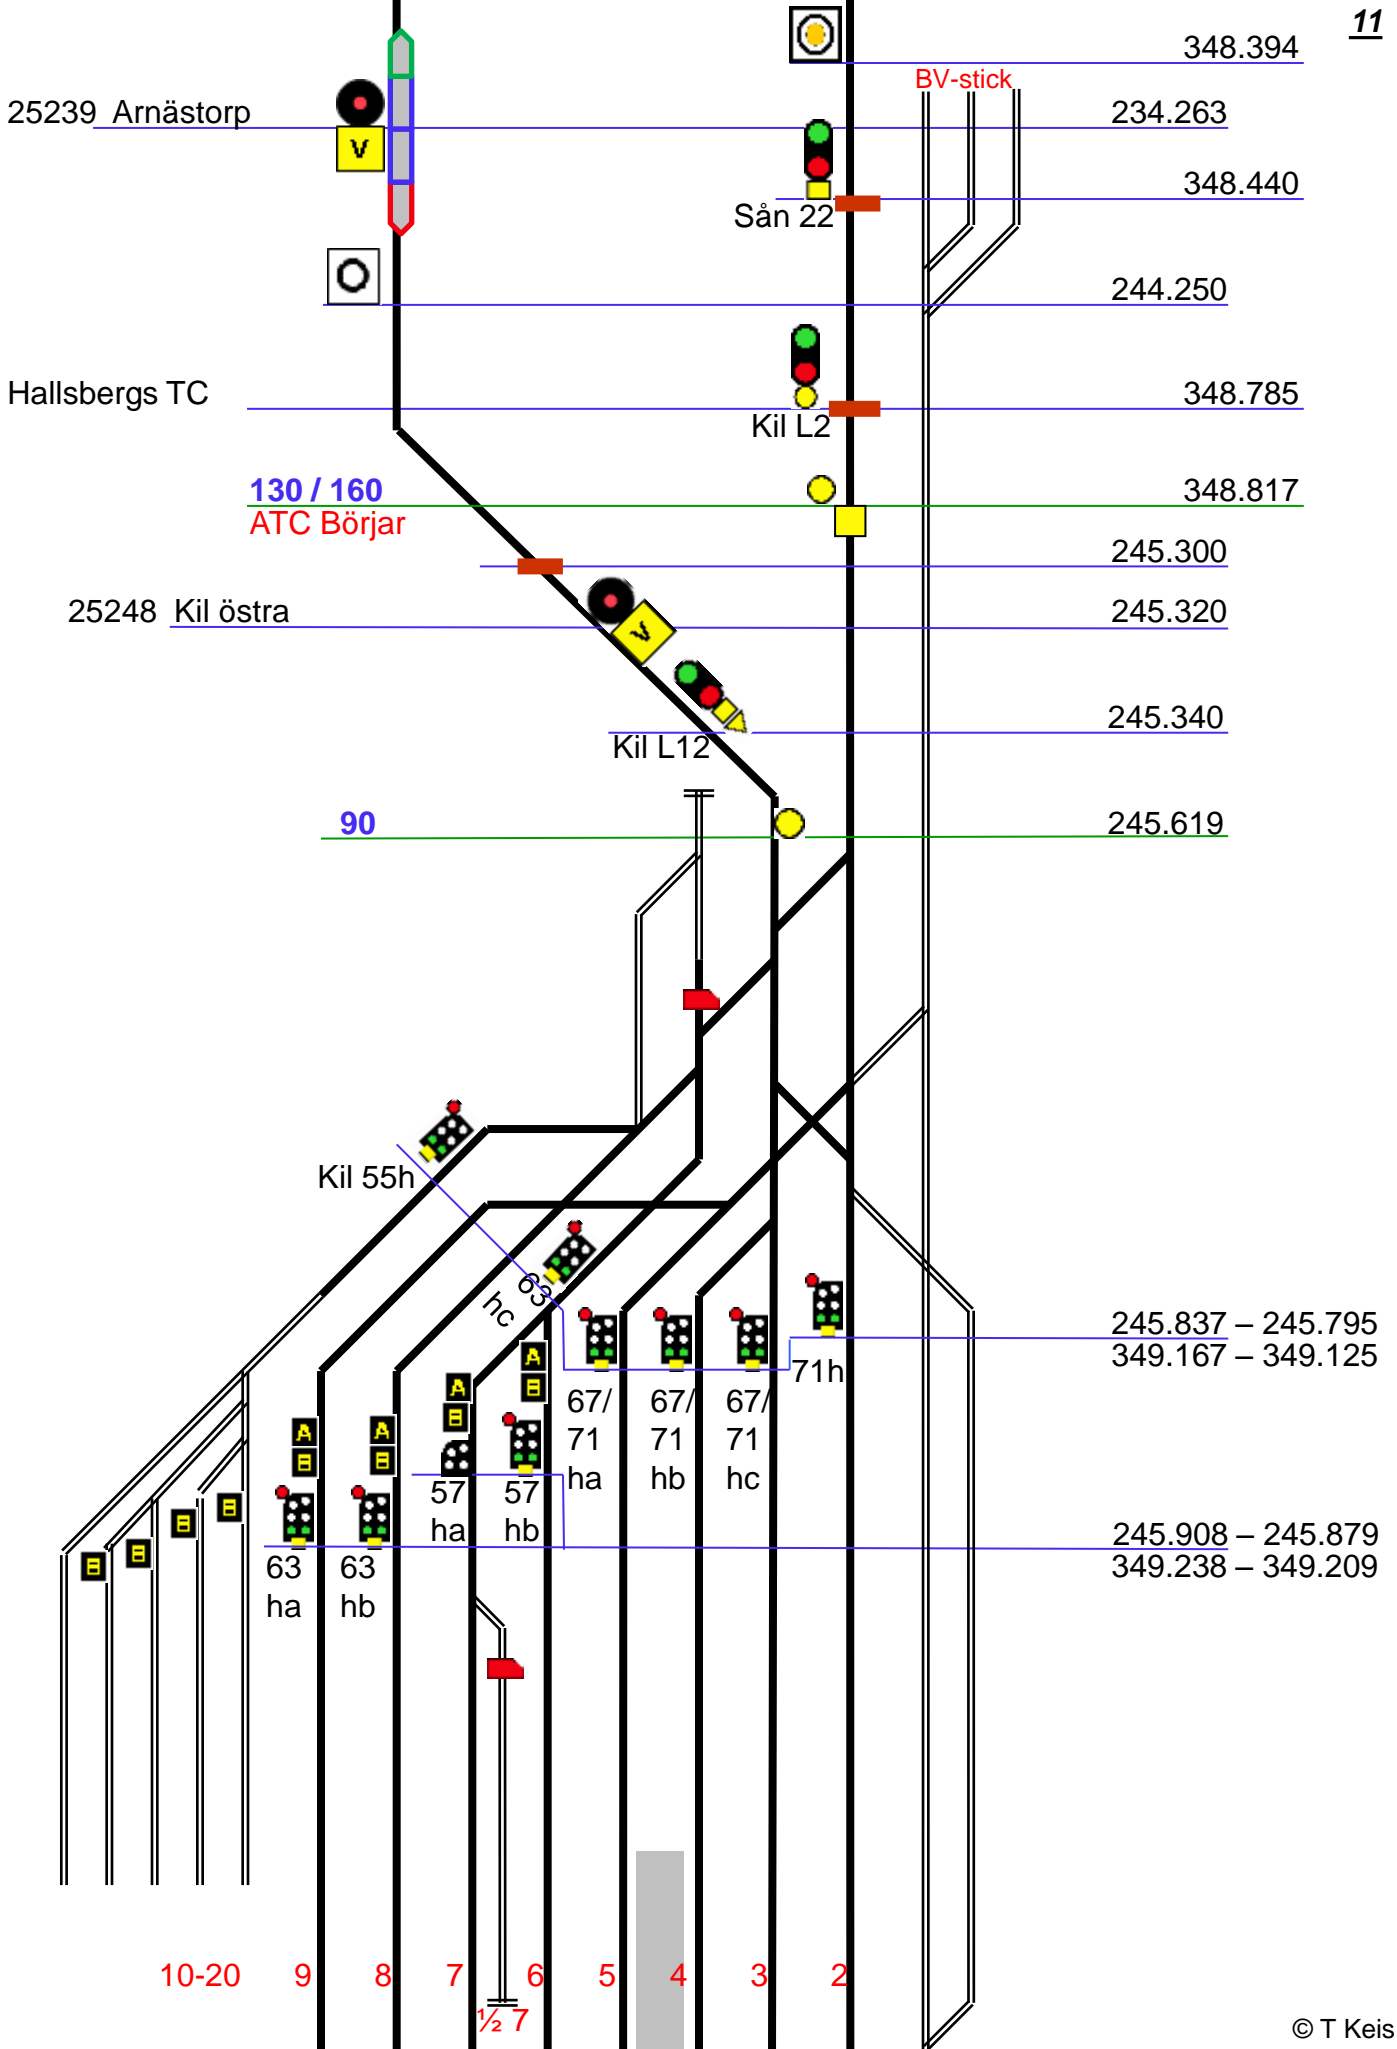 11
348.394
BV-stick
25239 Arnästorp
234.263
V
348.440
Sån 22
244.250
Hallsbergs TC
348.785
Kil L2
130 / 160
348.817
ATC Börjar
245.300
25248 Kil östra
245.320
V
245.340
Kil L12
90
245.619
Kil 55h
63
hc
245.837 – 245.795
349.167 – 349.125
71h
A
B
A
B
67/
71
ha
67/
71
hb
67/
71
hc
A
B
A
B
57
ha
57
hb
B
B
B
B
245.908 – 245.879
349.238 – 349.209
63
ha
63
hb
10-20 9 8 7 6 5 4 3 2
½ 7
© T Keis